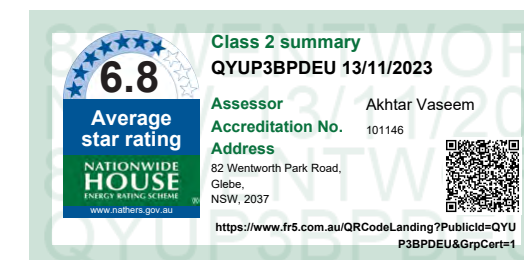 6.8
Average
star rating
NATIONWIDE
HOUSE
ENERGY RATING SCHEME ®
www.nathers.gov.au
Class 2 summary
QYUP3BPDEU 13/11/2023
Assessor Akhtar Vaseem
Accreditation No. 101146
Address
82 Wentworth Park Road,
Glebe,
NSW, 2037
https://www.fr5.com.au/QRCodeLanding?PublicId=QYU
P3BPDEU&GrpCert=1